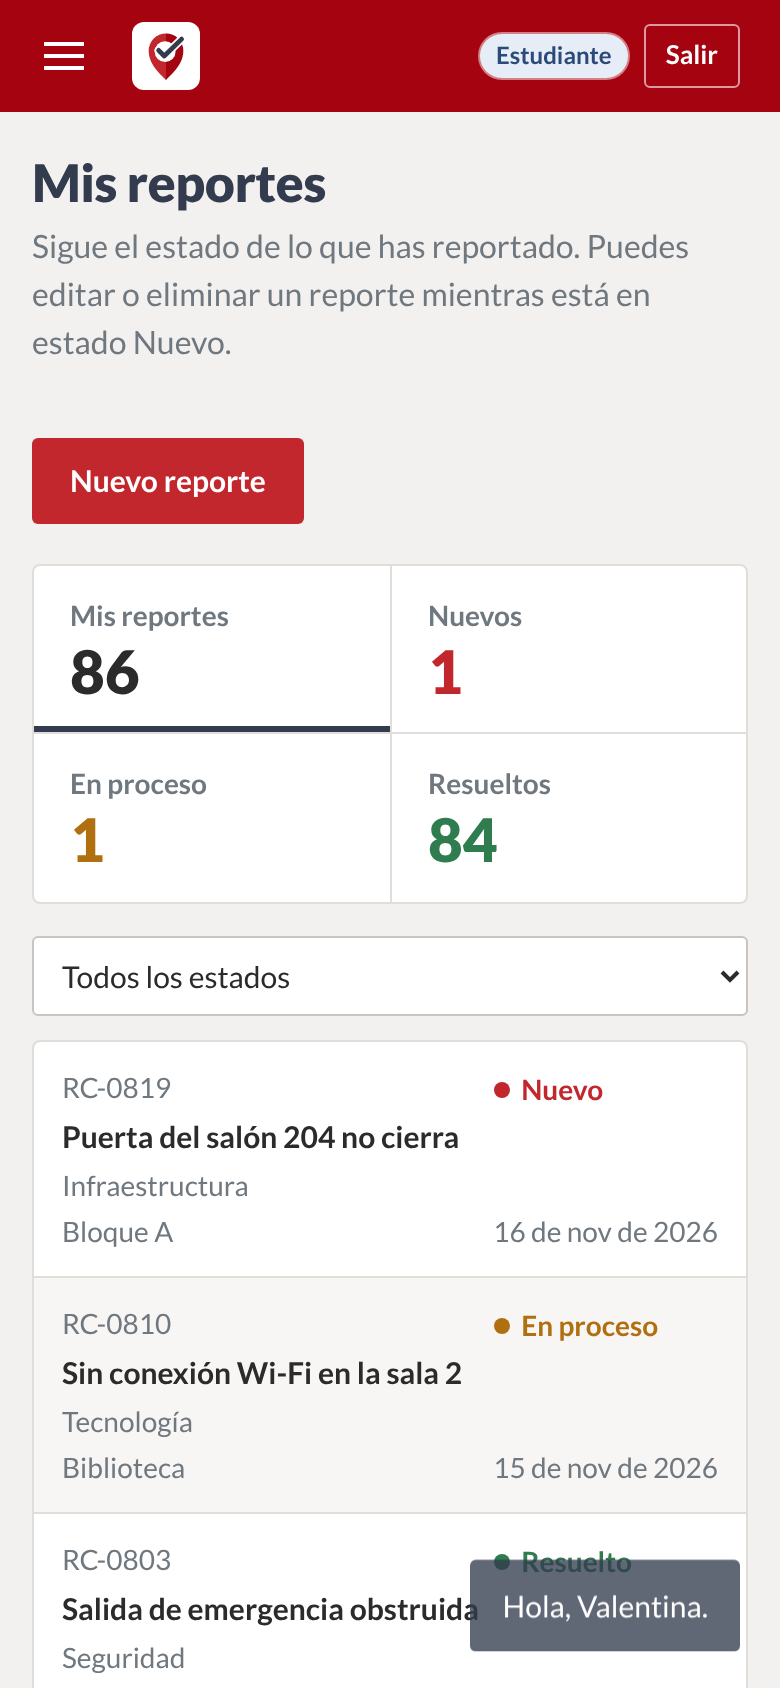 Estudiante
Salir
Mis reportes
Sigue el estado de lo que has reportado. Puedes
editar o eliminar un reporte mientras está en
estado Nuevo.
Nuevo reporte
Mis reportes
86
Nuevos
1
En proceso
1
Resueltos
84
Todos los estados
RC-0819
Nuevo
Puerta del salón 204 no cierra
Infraestructura
Bloque A
16 de nov de 2026
RC-0810
En proceso
Sin conexión Wi-Fi en la sala 2
Tecnología
Biblioteca
15 de nov de 2026
RC-0803
Resuelto
Salida de emergencia obstruida
Hola, Valentina.
Seguridad